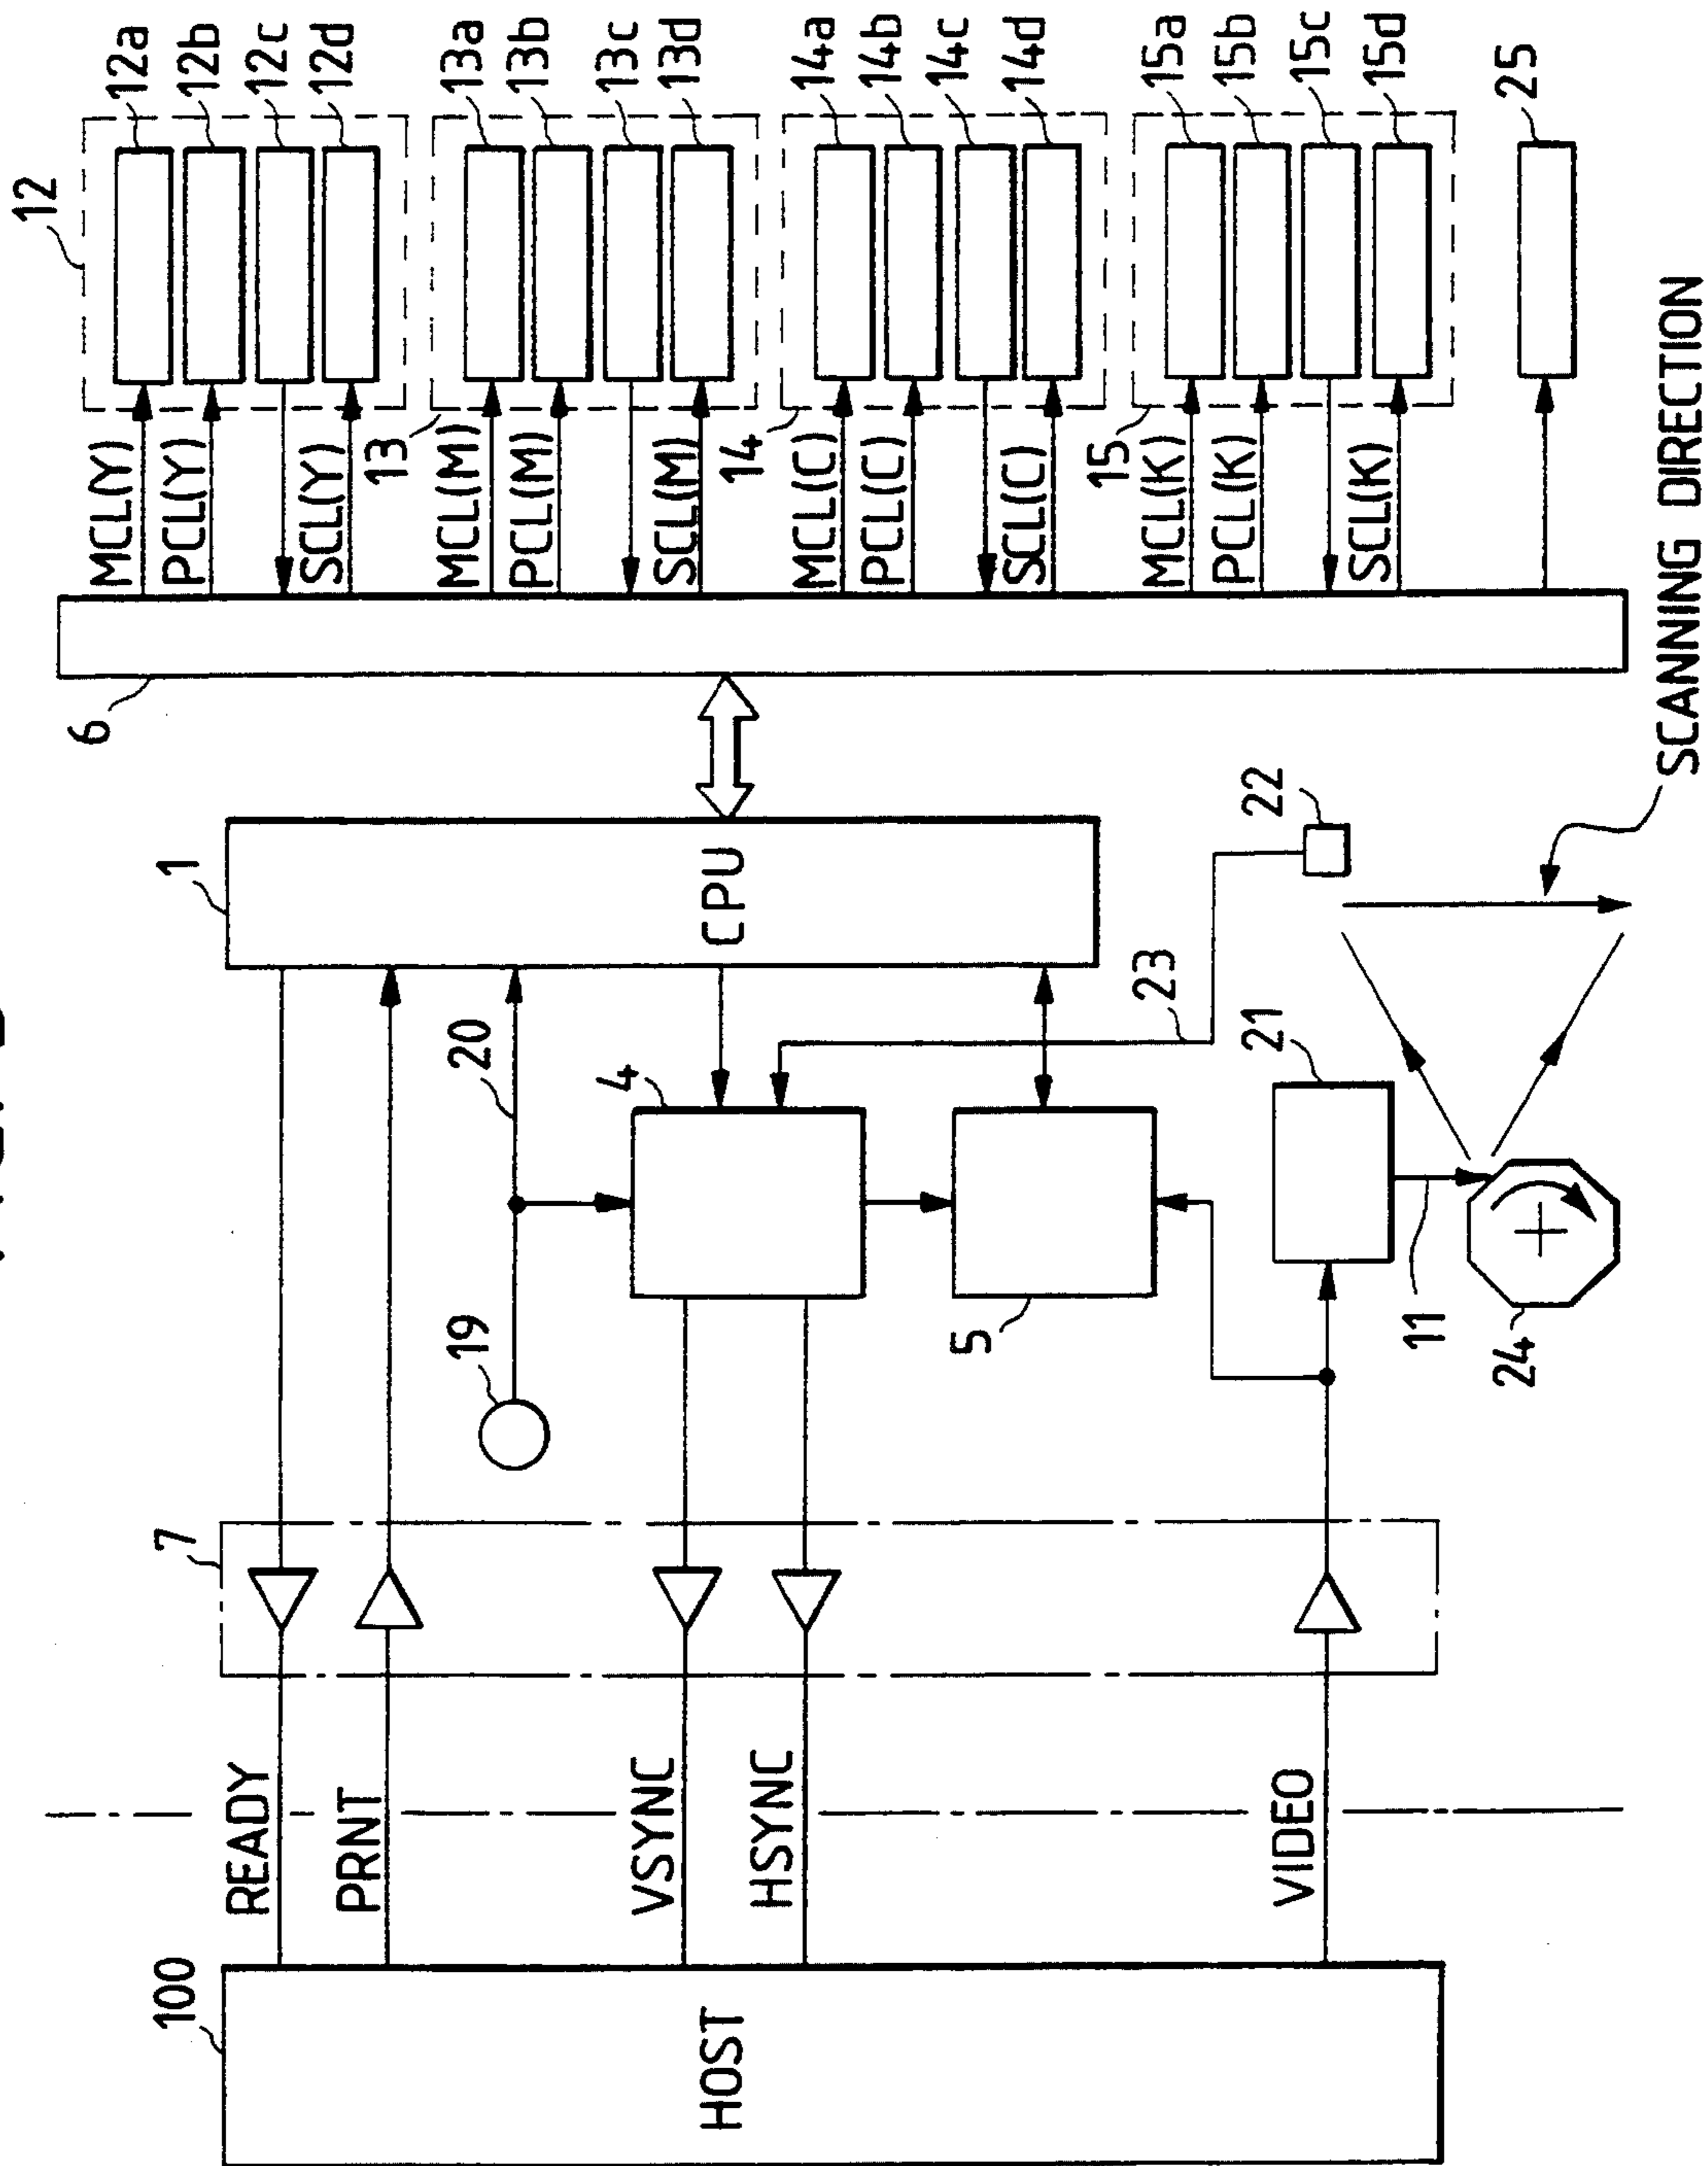 100
HOST
READY
PRNT
VSYNC
HSYNC
VIDEO
7
19
20
4
5
23
11
21
24
22
SCANNING DIRECTION
1
CPU
6
12
MCL(Y)
12a
PCL(Y)
12b
12c
SCL(Y)
12d
13
MCL(M)
13a
PCL(M)
13b
13c
SCL(M)
13d
14
MCL(C)
14a
PCL(C)
14b
14c
SCL(C)
14d
15
MCL(K)
15a
PCL(K)
15b
15c
SCL(K)
15d
25